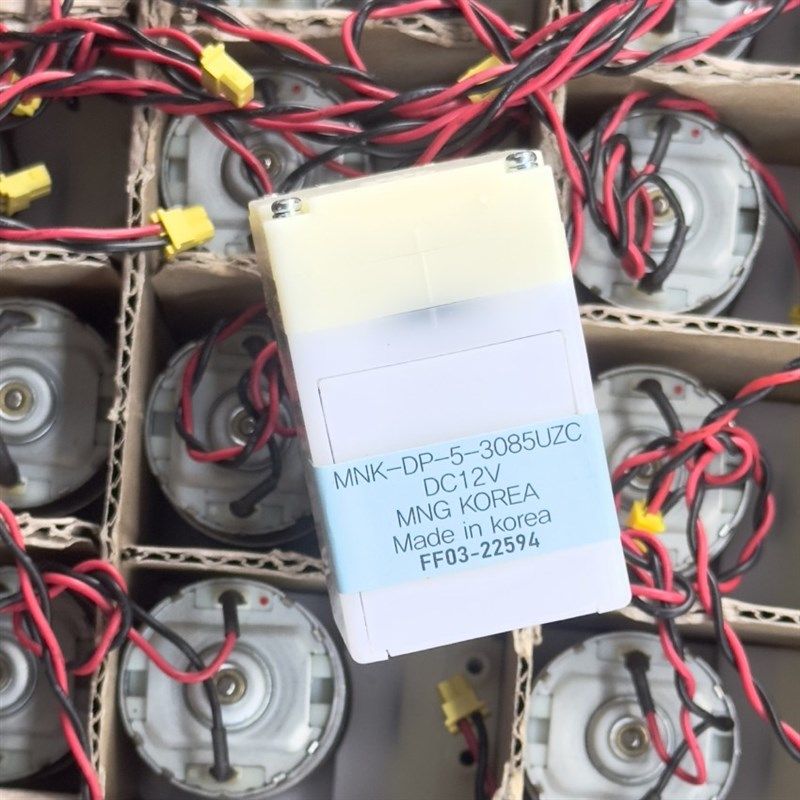 MNK-DP-5-3085UZC
DC12V
MNG KOREA
Made in korea
FF03-22594